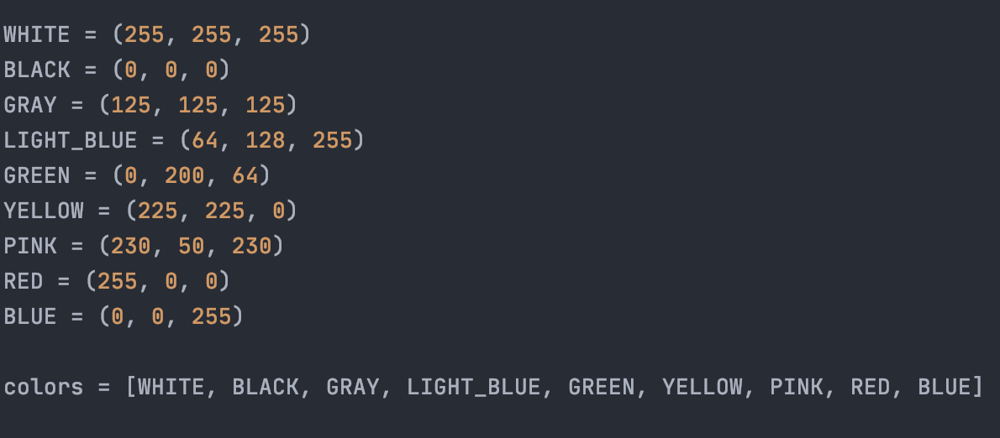 WHITE = (255, 255, 255)
BLACK = (0, 0, 0)
GRAY = (125, 125, 125)
LIGHT_BLUE = (64, 128, 255)
GREEN = (0, 200, 64)
YELLOW = (225, 225, 0)
PINK = (230, 50, 230)
RED = (255, 0, 0)
BLUE = (0, 0, 255)
colors = [WHITE, BLACK, GRAY, LIGHT_BLUE, GREEN, YELLOW, PINK, RED, BLUE]